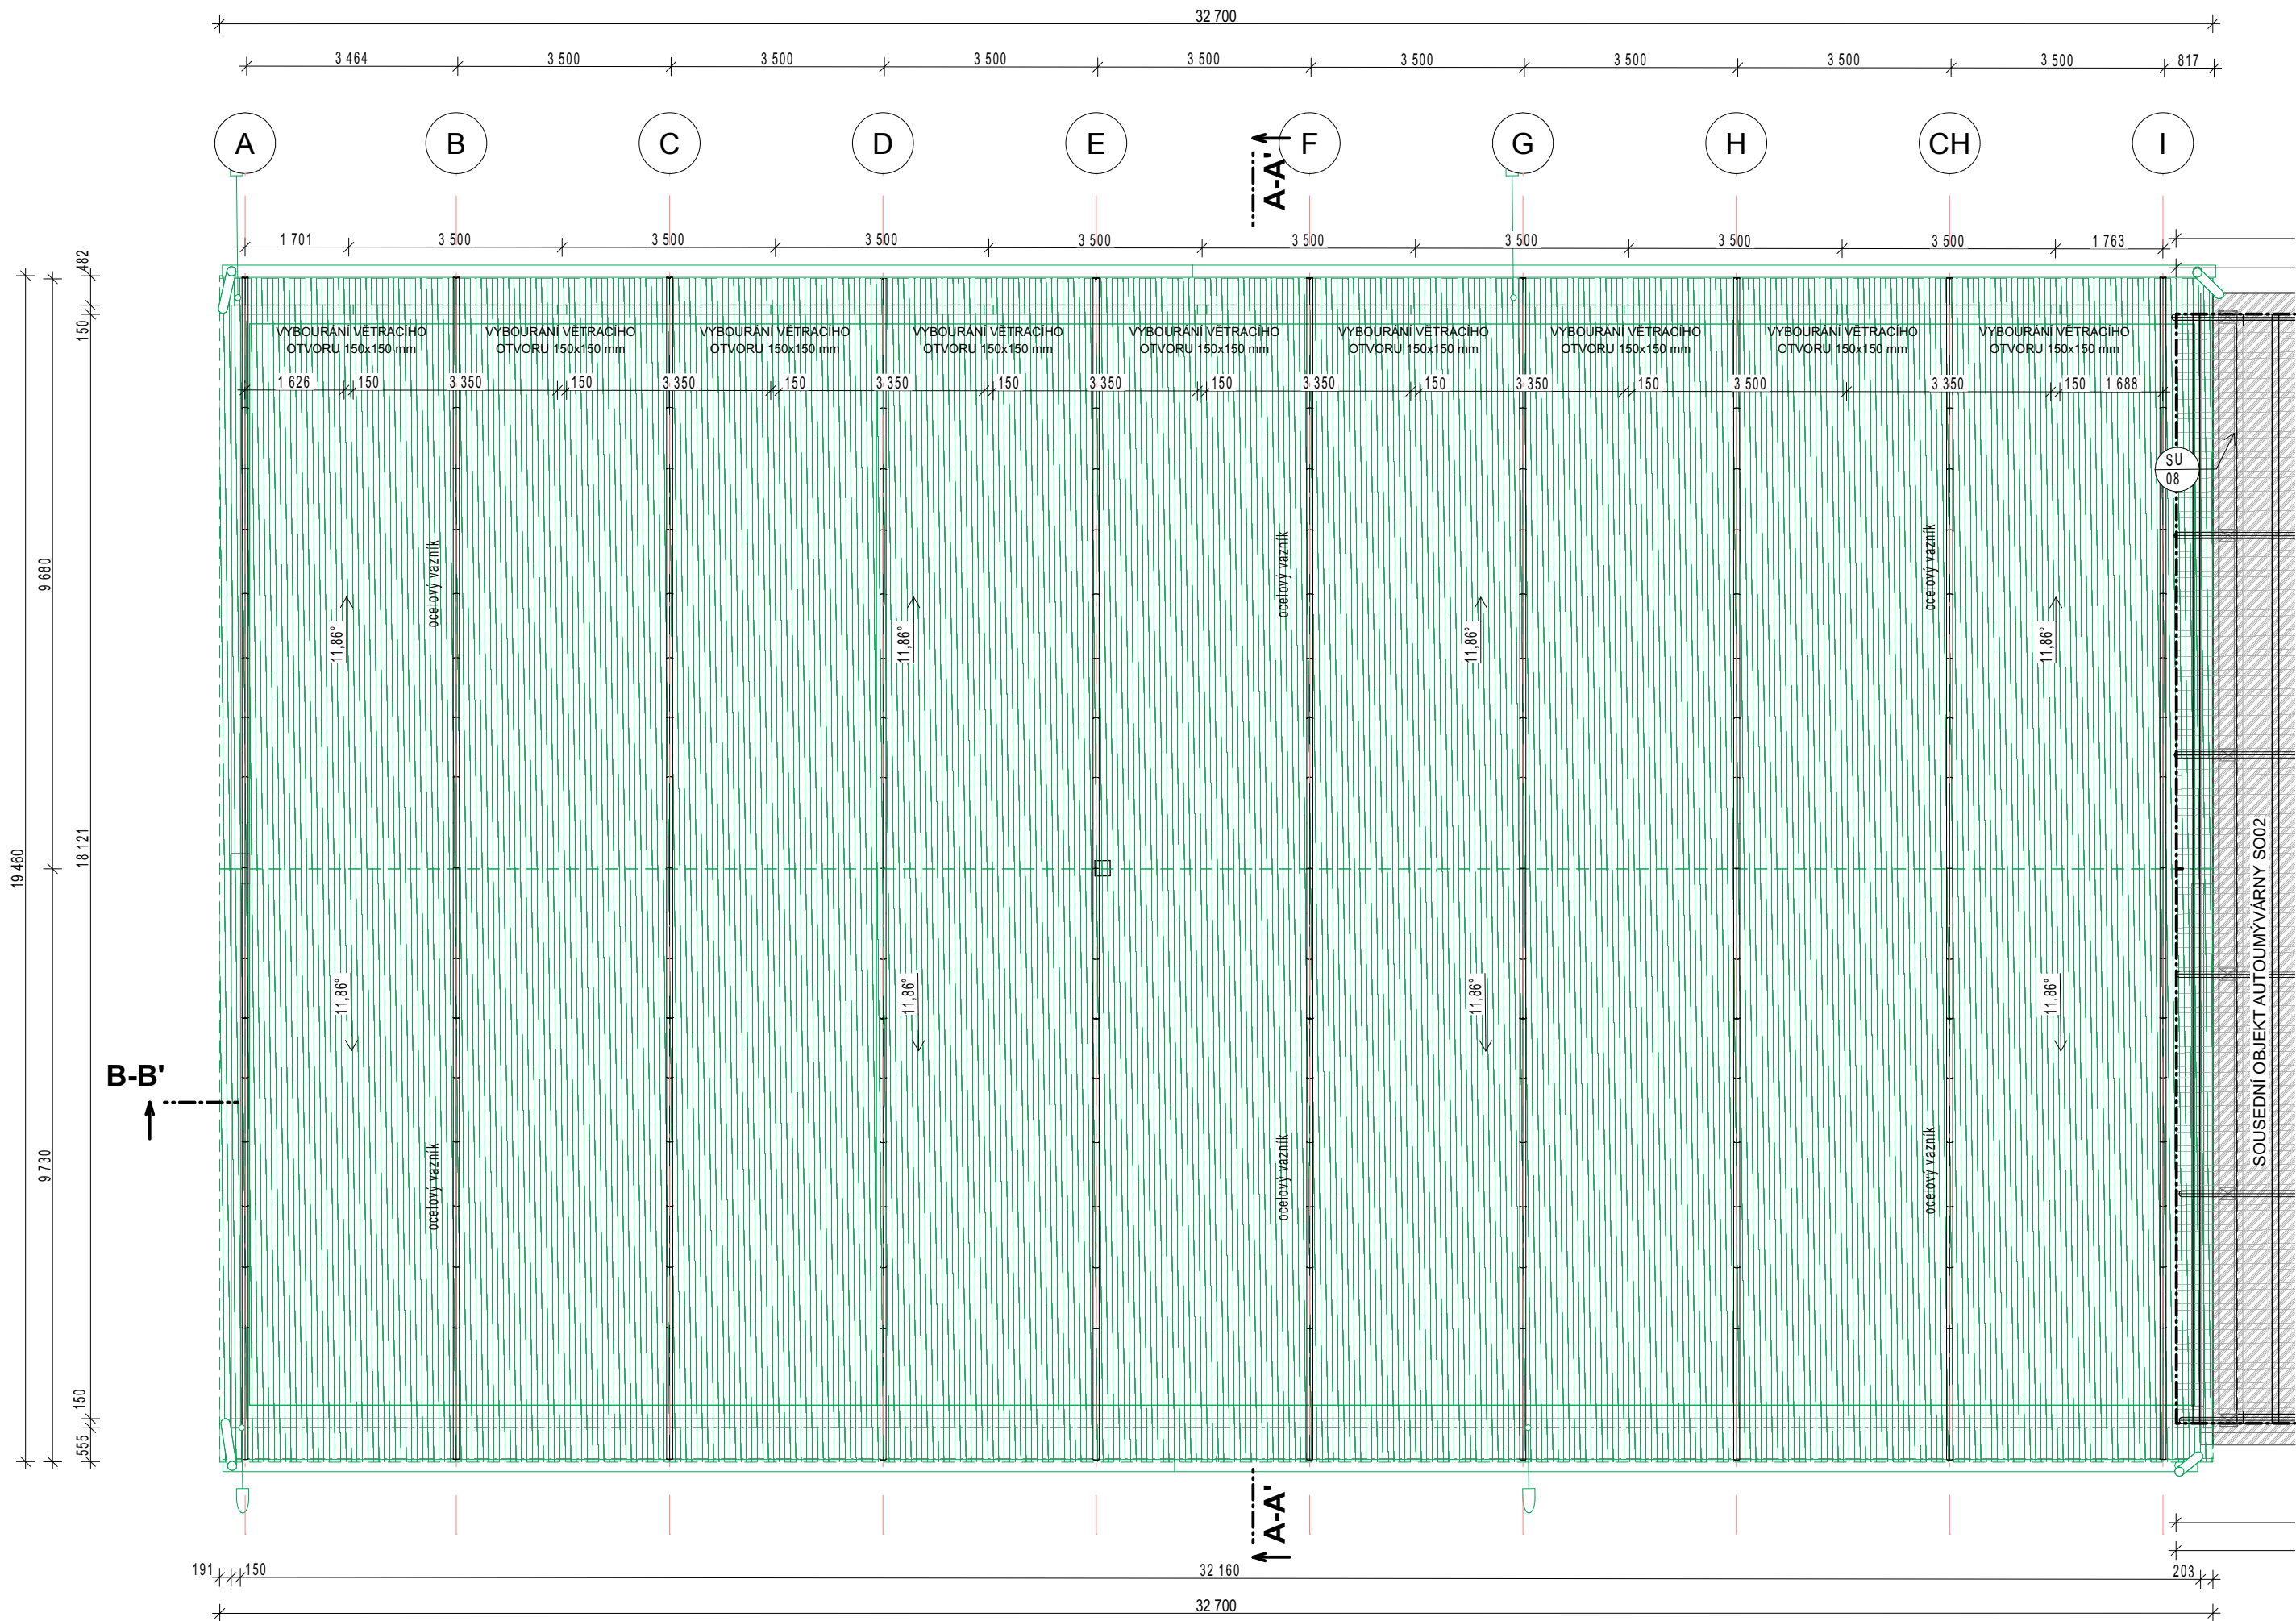 32 700
3 464 3 500 3 500 3 500 3 500 3 500 3 500 3 500 3 500 817
A B C D E F G H CH I
A-A'
1 701 3 500 3 500 3 500 3 500 3 500 3 500 3 500 3 500 1 763
482
150
VYBOURÁNÍ VĚTRACÍHO
OTVORU 150x150 mm
VYBOURÁNÍ VĚTRACÍHO
OTVORU 150x150 mm
VYBOURÁNÍ VĚTRACÍHO
OTVORU 150x150 mm
VYBOURÁNÍ VĚTRACÍHO
OTVORU 150x150 mm
VYBOURÁNÍ VĚTRACÍHO
OTVORU 150x150 mm
VYBOURÁNÍ VĚTRACÍHO
OTVORU 150x150 mm
VYBOURÁNÍ VĚTRACÍHO
OTVORU 150x150 mm
VYBOURÁNÍ VĚTRACÍHO
OTVORU 150x150 mm
VYBOURÁNÍ VĚTRACÍHO
OTVORU 150x150 mm
1 626 150 3 350 150 3 350 150 3 350 150 3 350 150 3 350 150 3 350 150 3 500 3 350 150 1 688
SU
08
9 680
ocelový vazník
ocelový vazník
ocelový vazník
11,86°
11,86°
11,86°
11,86°
19 460
18 121
SOUSEDNÍ OBJEKT AUTOUMÝVÁRNY SO02
11,86°
11,86°
11,86°
11,86°
B-B'
9 730
ocelový vazník
ocelový vazník
ocelový vazník
150
555
A-A'
191 150 32 160 203
32 700